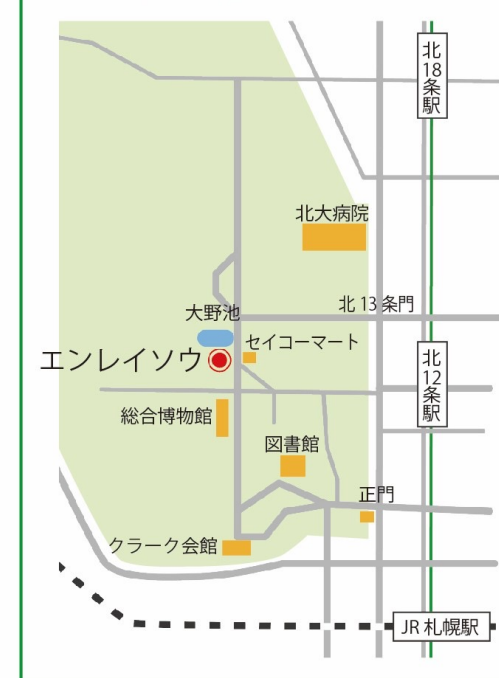 北18条駅
北大病院
北13条門
大野池
セイコーマート
エンレイソウ
北12条駅
総合博物館
図書館
正門
クラーク会館
JR 札幌駅